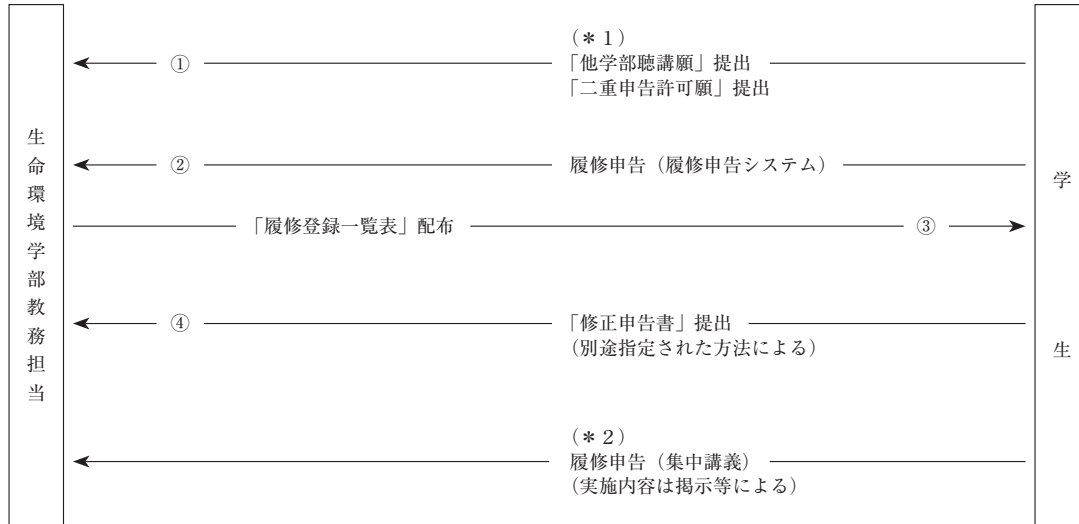 生命環境学部教務担当
学生
(＊1)
① 「他学部聴講願」提出
「二重申告許可願」提出
② 履修申告（履修申告システム）
「履修登録一覧表」配布 ③
④ 「修正申告書」提出
(別途指定された方法による)
(＊2)
履修申告（集中講義）
(実施内容は掲示等による)